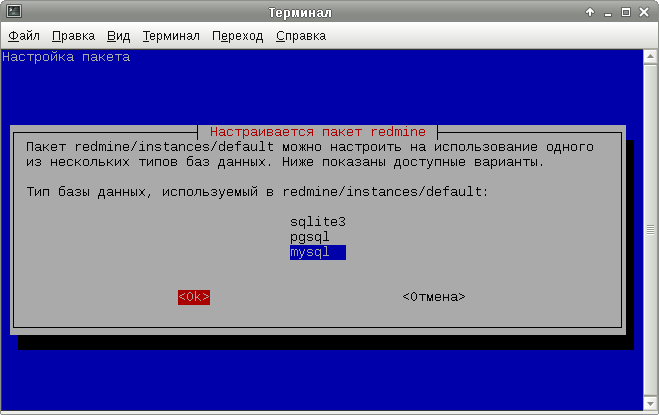 Терминал
Файл Правка Вид Терминал Переход Справка
Настройка пакета
Настраивается пакет redmine
Пакет redmine/instances/default можно настроить на использование одного
из нескольких типов баз данных. Ниже показаны доступные варианты.
Тип базы данных, используемый в redmine/instances/default:
sqlite3
pgsql
mysql
<Ok> <Отмена>